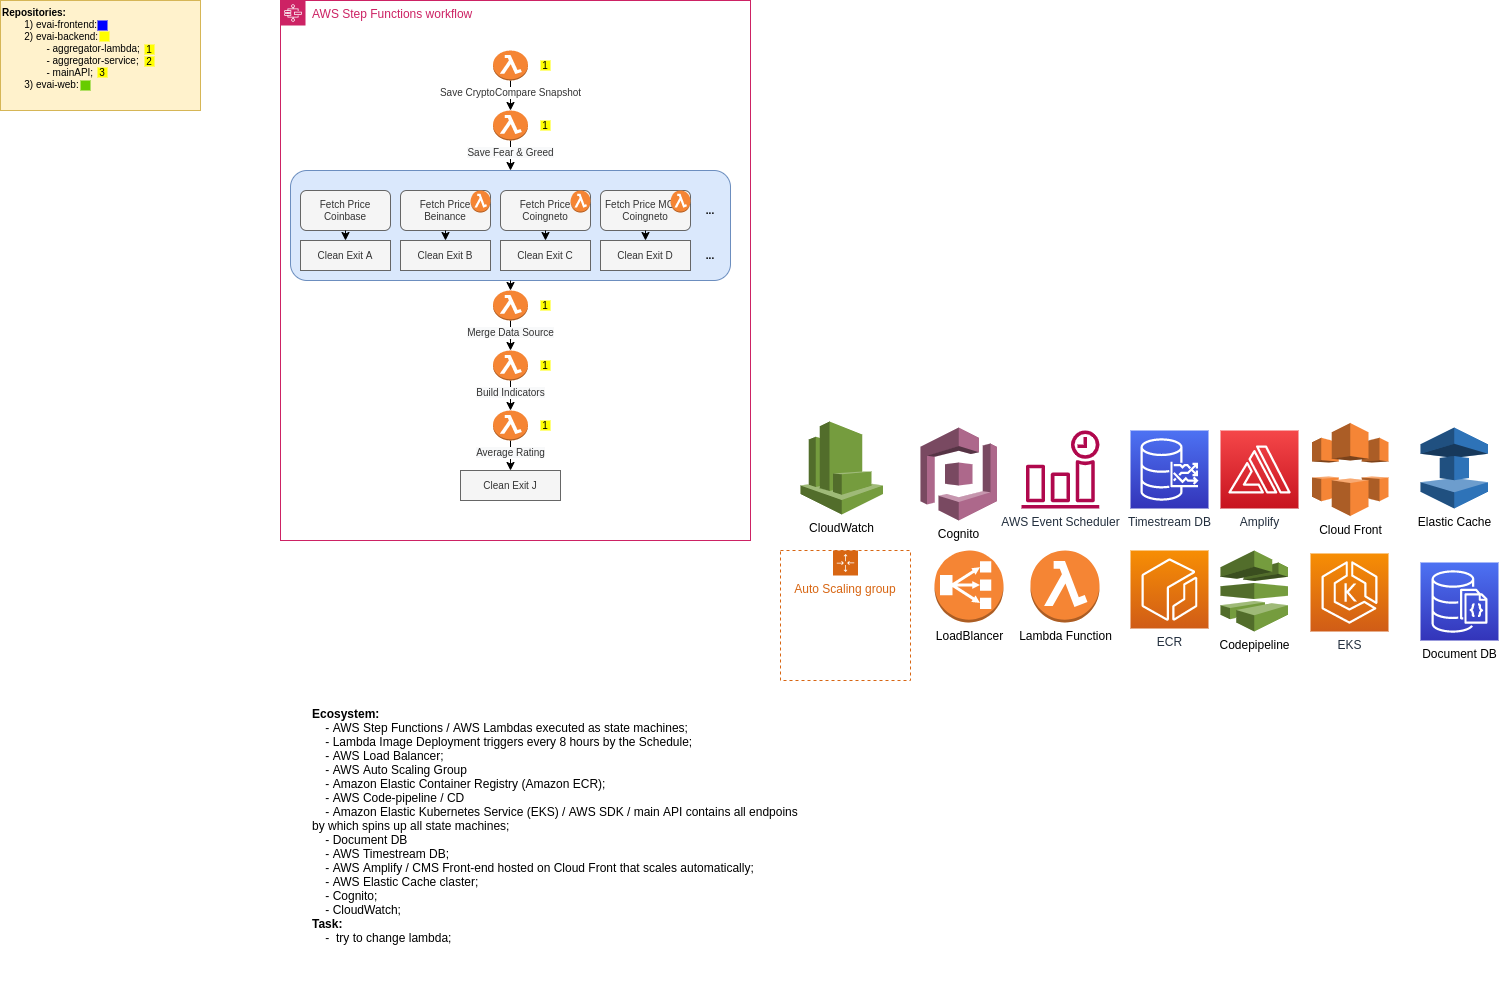 Repositories:
1) evai-frontend:
2) evai-backend:
- aggregator-lambda; 1
- aggregator-service; 2
- mainAPI; 3
3) evai-web:
AWS Step Functions workflow
1
Save CryptoCompare Snapshot
1
Save Fear & Greed
Fetch Price
Coinbase
Fetch Price
Beinance
Fetch Price
Coingneto
Fetch Price
Coingneto
...
Clean Exit A
Clean Exit B
Clean Exit C
Clean Exit D
...
1
Merge Data Source
1
Build Indicators
1
Average Rating
Clean Exit J
CloudWatch
Cognito
AWS Event Scheduler
Timestream DB
Amplify
Cloud Front
Elastic Cache
Auto Scaling group
LoadBlancer
Lambda Function
ECR
Codepipeline
EKS
Document DB
Ecosystem:
- AWS Step Functions / AWS Lambdas executed as state machines;
- Lambda Image Deployment triggers every 8 hours by the Schedule;
- AWS Load Balancer;
- AWS Auto Scaling Group
- Amazon Elastic Container Registry (Amazon ECR);
- AWS Code-pipeline / CD
- Amazon Elastic Kubernetes Service (EKS) / AWS SDK / main API contains all endpoins
by which spins up all state machines;
- Document DB
- AWS Timestream DB;
- AWS Amplify / CMS Front-end hosted on Cloud Front that scales automatically;
- AWS Elastic Cache claster;
- Cognito;
- CloudWatch;
Task:
- try to change lambda;